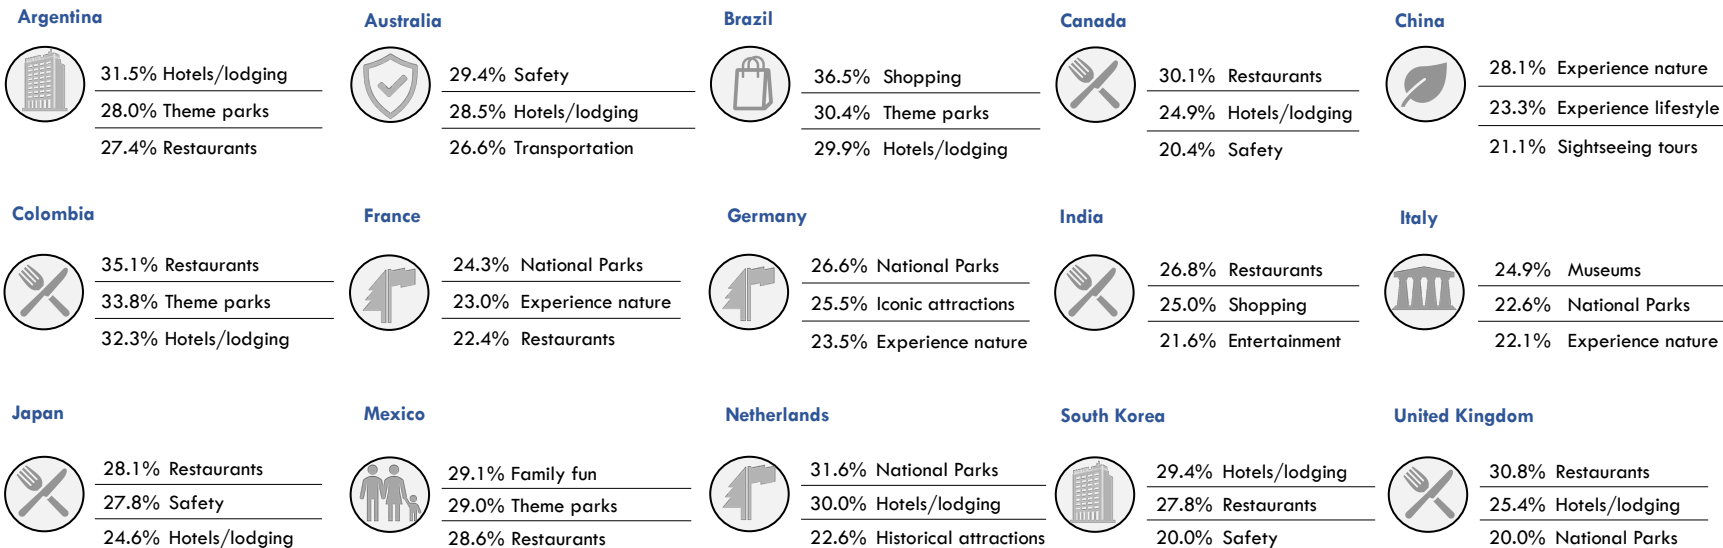 Argentina
31.5% Hotels/lodging
28.0% Theme parks
27.4% Restaurants
Australia
29.4% Safety
28.5% Hotels/lodging
26.6% Transportation
Brazil
36.5% Shopping
30.4% Theme parks
29.9% Hotels/lodging
Canada
30.1% Restaurants
24.9% Hotels/lodging
20.4% Safety
China
28.1% Experience nature
23.3% Experience lifestyle
21.1% Sightseeing tours
Colombia
35.1% Restaurants
33.8% Theme parks
32.3% Hotels/lodging
France
24.3% National Parks
23.0% Experience nature
22.4% Restaurants
Germany
26.6% National Parks
25.5% Iconic attractions
23.5% Experience nature
India
26.8% Restaurants
25.0% Shopping
21.6% Entertainment
Italy
24.9% Museums
22.6% National Parks
22.1% Experience nature
Japan
28.1% Restaurants
27.8% Safety
24.6% Hotels/lodging
Mexico
29.1% Family fun
29.0% Theme parks
28.6% Restaurants
Netherlands
31.6% National Parks
30.0% Hotels/lodging
22.6% Historical attractions
South Korea
29.4% Hotels/lodging
27.8% Restaurants
20.0% Safety
United Kingdom
30.8% Restaurants
25.4% Hotels/lodging
20.0% National Parks